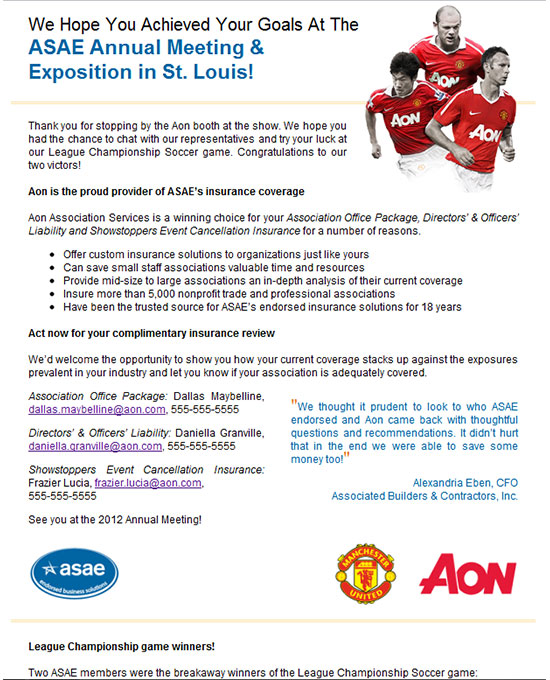 We Hope You Achieved Your Goals At The
ASAE Annual Meeting &
Exposition in St. Louis!
AON
AON
AON
Thank you for stopping by the Aon booth at the show. We hope you
had the chance to chat with our representatives and try your luck at
our League Championship Soccer game. Congratulations to our
two victors!
Aon is the proud provider of ASAE's insurance coverage
Aon Association Services is a winning choice for your Association Office Package, Directors' & Officers'
Liability and Showstoppers Event Cancellation Insurance for a number of reasons.
• Offer custom insurance solutions to organizations just like yours
• Can save small staff associations valuable time and resources
• Provide mid-size to large associations an in-depth analysis of their current coverage
• Insure more than 5,000 nonprofit trade and professional associations
• Have been the trusted source for ASAE's endorsed insurance solutions for 18 years
Act now for your complimentary insurance review
We'd welcome the opportunity to show you how your current coverage stacks up against the exposures
prevalent in your industry and let you know if your association is adequately covered.
Association Office Package: Dallas Maybelline,
dallas.maybelline@aon.com, 555-555-5555
Directors' & Officers' Liability: Daniella Granville,
daniella.granville@aon.com, 555-555-5555
Showstoppers Event Cancellation Insurance:
Frazier Lucia, frazier.lucia@aon.com,
555-555-5555
See you at the 2012 Annual Meeting!
"We thought it prudent to look to who ASAE
endorsed and Aon came back with thoughtful
questions and recommendations. It didn't hurt
that in the end we were able to save some
money too!"
Alexandria Eben, CFO
Associated Builders & Contractors, Inc.
asae
endorsed business solutions
MANCHESTER
UNITED
AON
League Championship game winners!
Two ASAE members were the breakaway winners of the League Championship Soccer game: